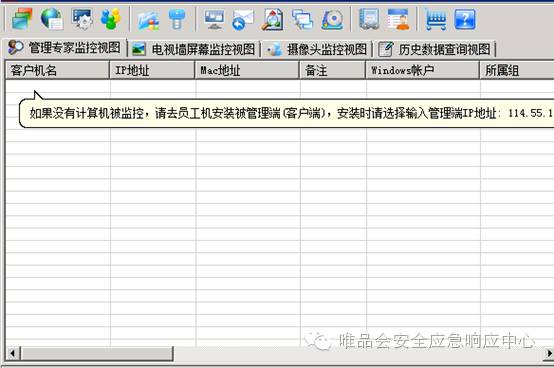 管理专家监控视图 电视墙屏幕监控视图 摄像头监控视图 历史数据查询视图
客户机名 IP地址 Mac地址 备注 Windows帐户 所属组
如果没有计算机被监控,请去员工机安装被管理端(客户端),安装时请选择输入管理端IP地址: 114.55.1
唯品会安全应急响应中心